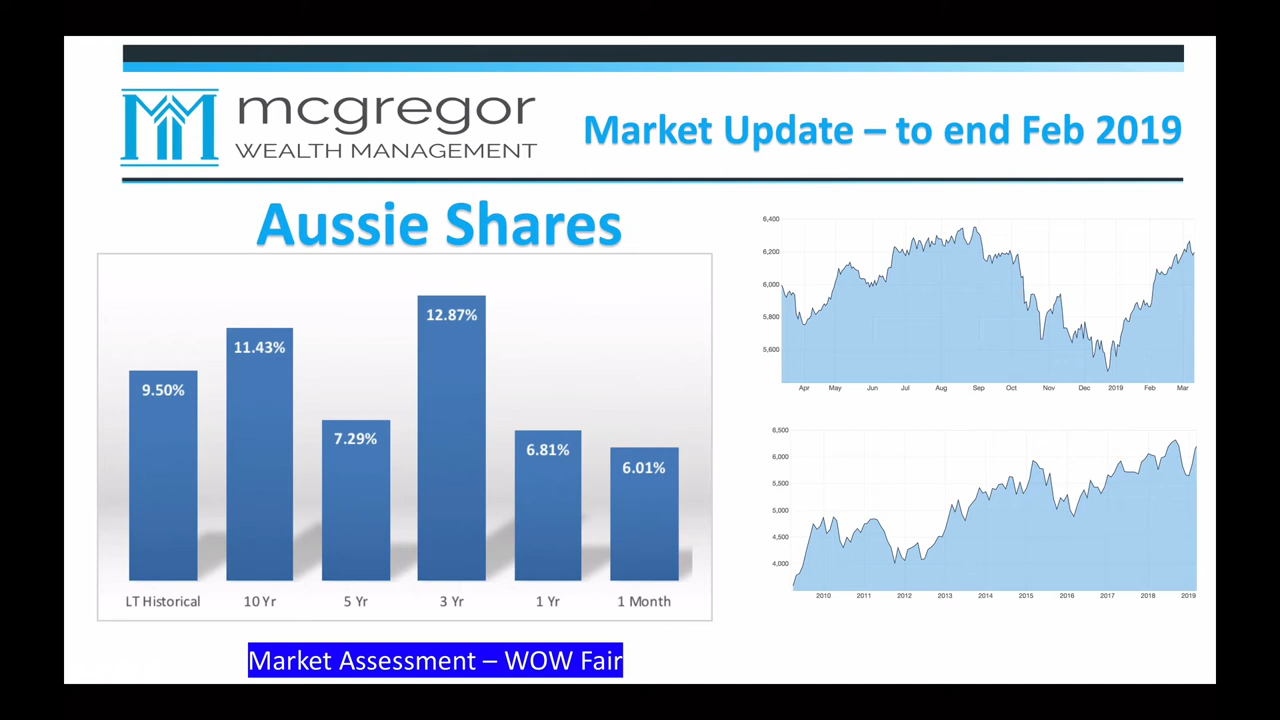 mcgregor
WEALTH MANAGEMENT
Market Update – to end Feb 2019
Aussie Shares
9.50%
11.43%
7.29%
12.87%
6.81%
6.01%
LT Historical
10 Yr
5 Yr
3 Yr
1 Yr
1 Month
Market Assessment – WOW Fair
6,400
6,200
6,000
5,800
5,600
Apr
May
Jun
Jul
Aug
Sep
Oct
Nov
Dec
2019
Feb
Mar
6,500
6,000
5,500
5,000
4,500
4,000
2010
2011
2012
2013
2014
2015
2016
2017
2018
2019